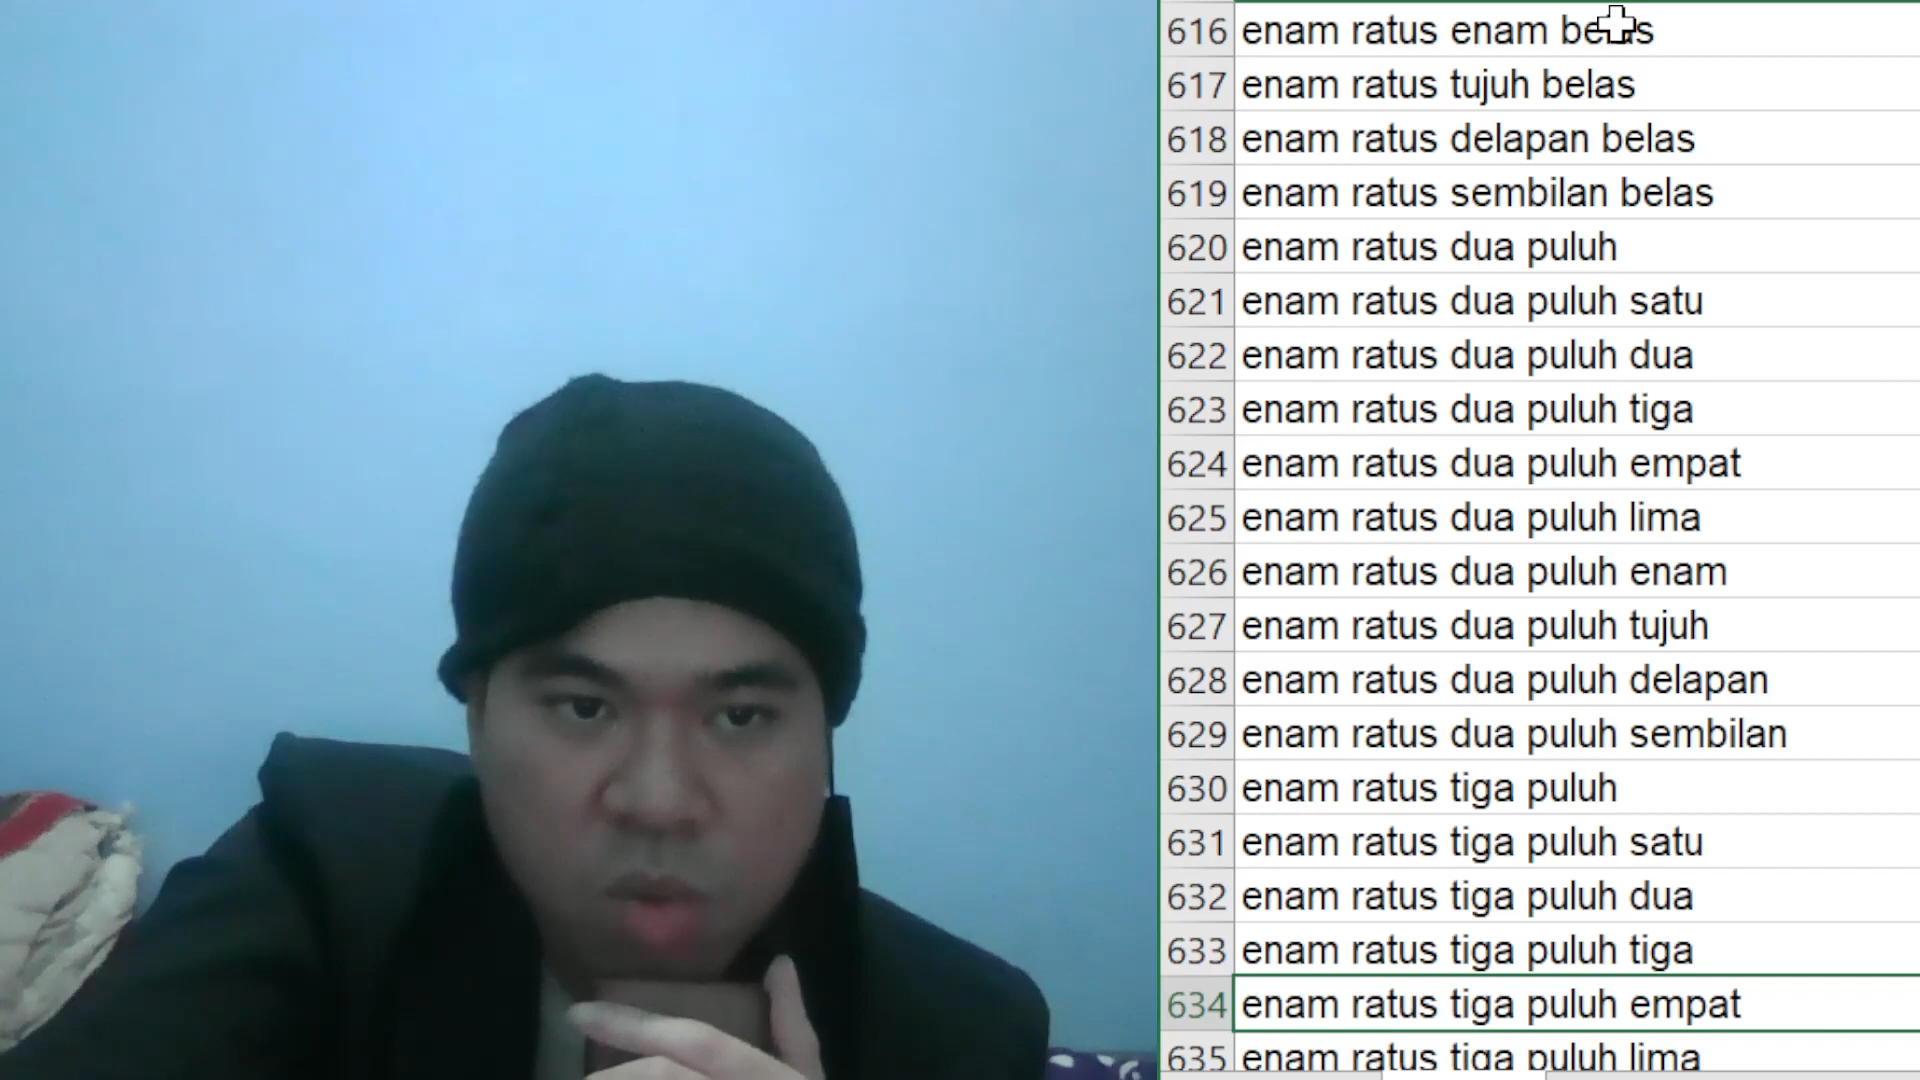 616 enam ratus enam belas
617 enam ratus tujuh belas
618 enam ratus delapan belas
619 enam ratus sembilan belas
620 enam ratus dua puluh
621 enam ratus dua puluh satu
622 enam ratus dua puluh dua
623 enam ratus dua puluh tiga
624 enam ratus dua puluh empat
625 enam ratus dua puluh lima
626 enam ratus dua puluh enam
627 enam ratus dua puluh tujuh
628 enam ratus dua puluh delapan
629 enam ratus dua puluh sembilan
630 enam ratus tiga puluh
631 enam ratus tiga puluh satu
632 enam ratus tiga puluh dua
633 enam ratus tiga puluh tiga
634 enam ratus tiga puluh empat
635 enam ratus tiga puluh lima